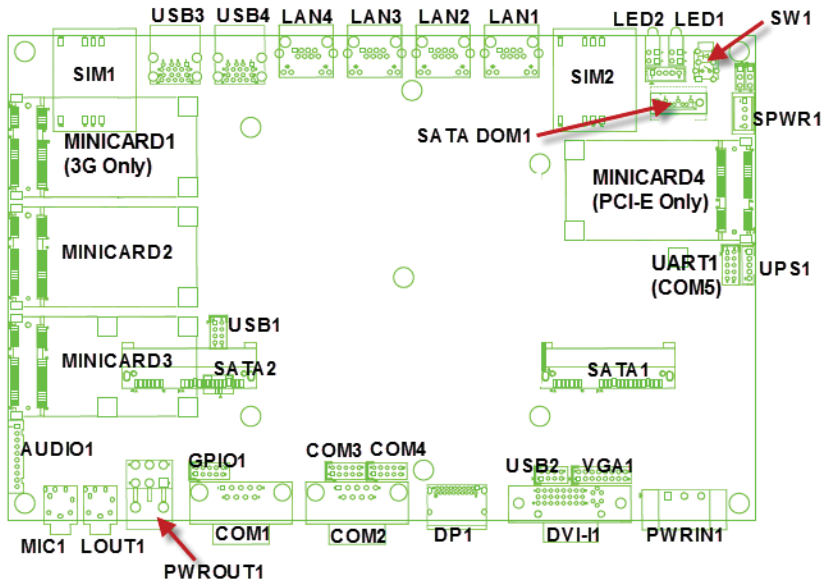 USB3 USB4 LAN4 LAN3 LAN2 LAN1 LED2 LED1 SW1
SIM1 SIM2
SATA DOM1 SPWR1
MINICARD1
(3G Only)
MINICARD4
(PCI-E Only)
MINICARD2
UART1
(COM5)
UPS1
USB1
MINICARD3
SATA2 SATA1
AUDIO1 GPIO1 COM3 COM4 USB2 VGA1
MIC1 LOUT1 COM1 COM2 DP1 DVI-I1 PWRIN1
PWROUT1